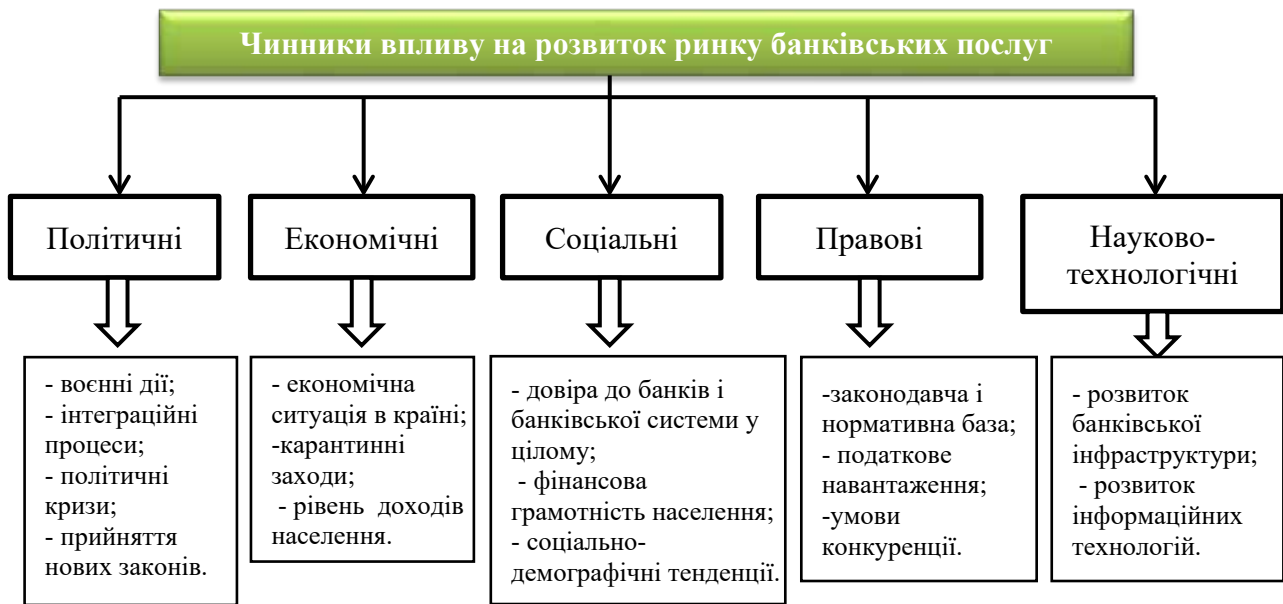 Чинники впливу на розвиток ринку банківських послуг
Політичні
Економічні
Соціальні
Правові
Науково-
технологічні
- воєнні дії;
- інтеграційні
процеси;
- політичні
кризи;
- прийняття
нових законів.
- економічна
ситуація в країні;
-карантинні
заходи;
- рівень доходів
населення.
- довіра до банків і
банківської системи у
цілому;
- фінансова
грамотність населення;
- соціально-
демографічні тенденції.
-законодавча і
нормативна база;
- податкове
навантаження;
-умови
конкуренції.
- розвиток
банківської
інфраструктури;
- розвиток
інформаційних
технологій.